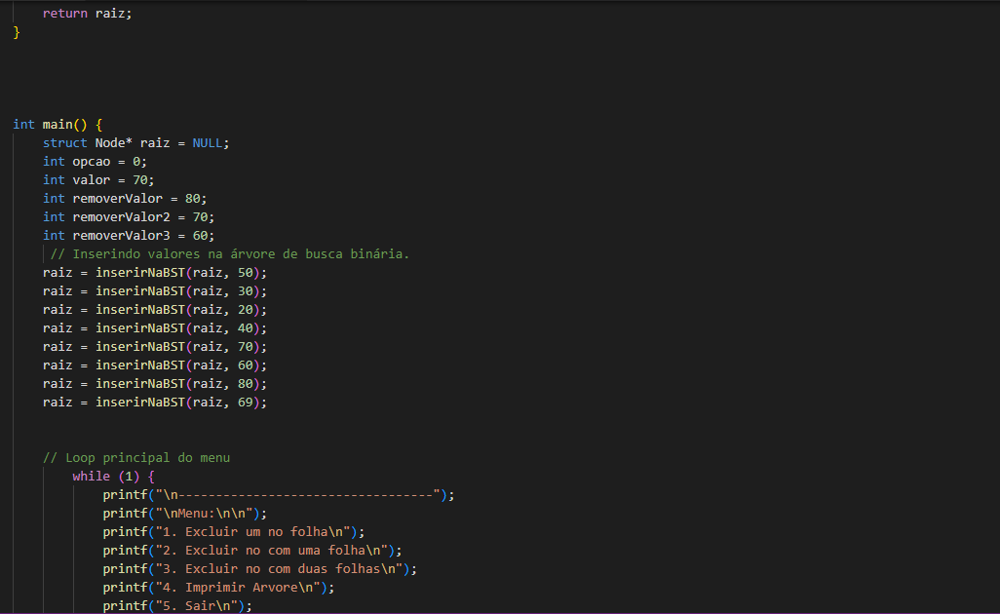 return raiz;
}
int main() {
struct Node* raiz = NULL;
int opcao = 0;
int valor = 70;
int removerValor = 80;
int removerValor2 = 70;
int removerValor3 = 60;
// Inserindo valores na árvore de busca binária.
raiz = inserirNaBST(raiz, 50);
raiz = inserirNaBST(raiz, 30);
raiz = inserirNaBST(raiz, 20);
raiz = inserirNaBST(raiz, 40);
raiz = inserirNaBST(raiz, 70);
raiz = inserirNaBST(raiz, 60);
raiz = inserirNaBST(raiz, 80);
raiz = inserirNaBST(raiz, 69);
// Loop principal do menu
while (1) {
printf("\n----------------------------------");
printf("\nMenu:\n\n");
printf("1. Excluir um no folha\n");
printf("2. Excluir no com uma folha\n");
printf("3. Excluir no com duas folhas\n");
printf("4. Imprimir Arvore\n");
printf("5. Sair\n");